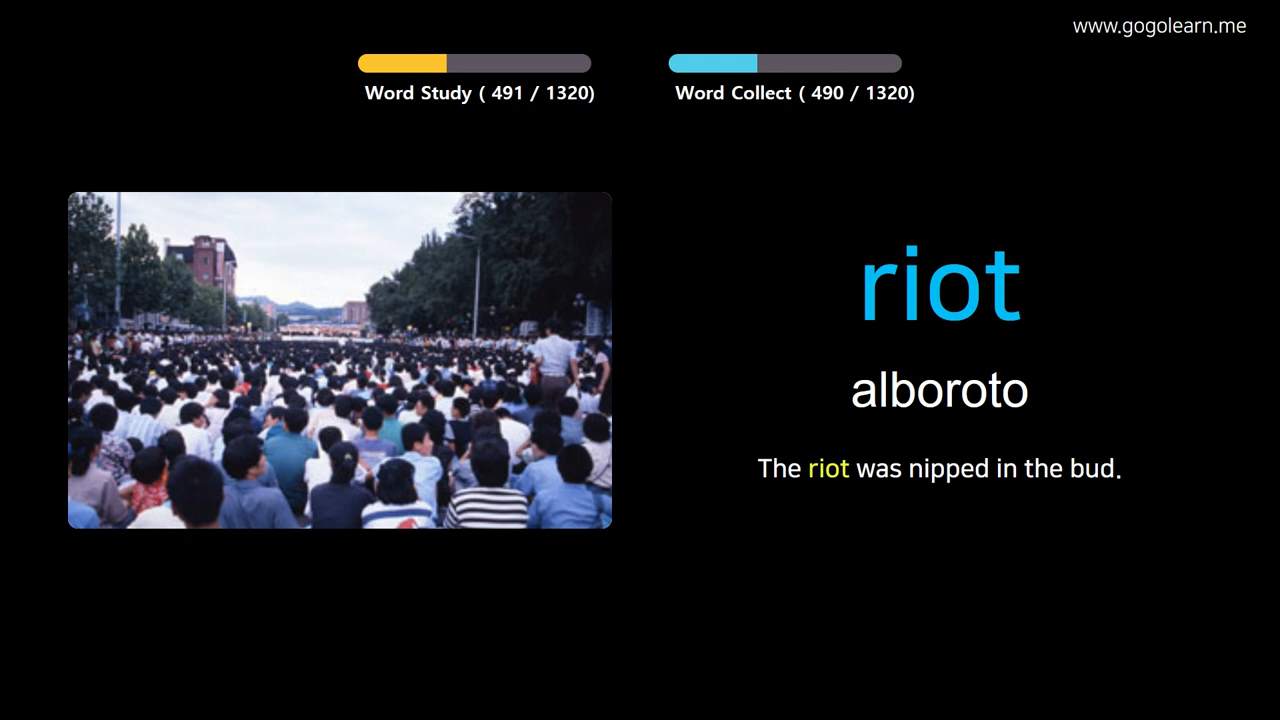 www.gogolearn.me
Word Study ( 491 / 1320)
Word Collect ( 490 / 1320)
riot
alboroto
The riot was nipped in the bud.